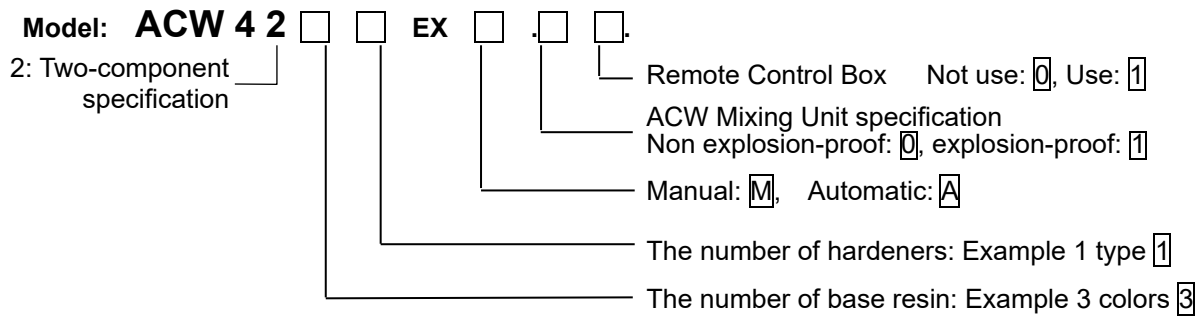 Model: ACW 4 2 □ □ EX □ .□ □.
2: Two-component
specification
Remote Control Box Not use: 0, Use: 1
ACW Mixing Unit specification
Non explosion-proof: 0, explosion-proof: 1
Manual: M, Automatic: A
The number of hardeners: Example 1 type 1
The number of base resin: Example 3 colors 3